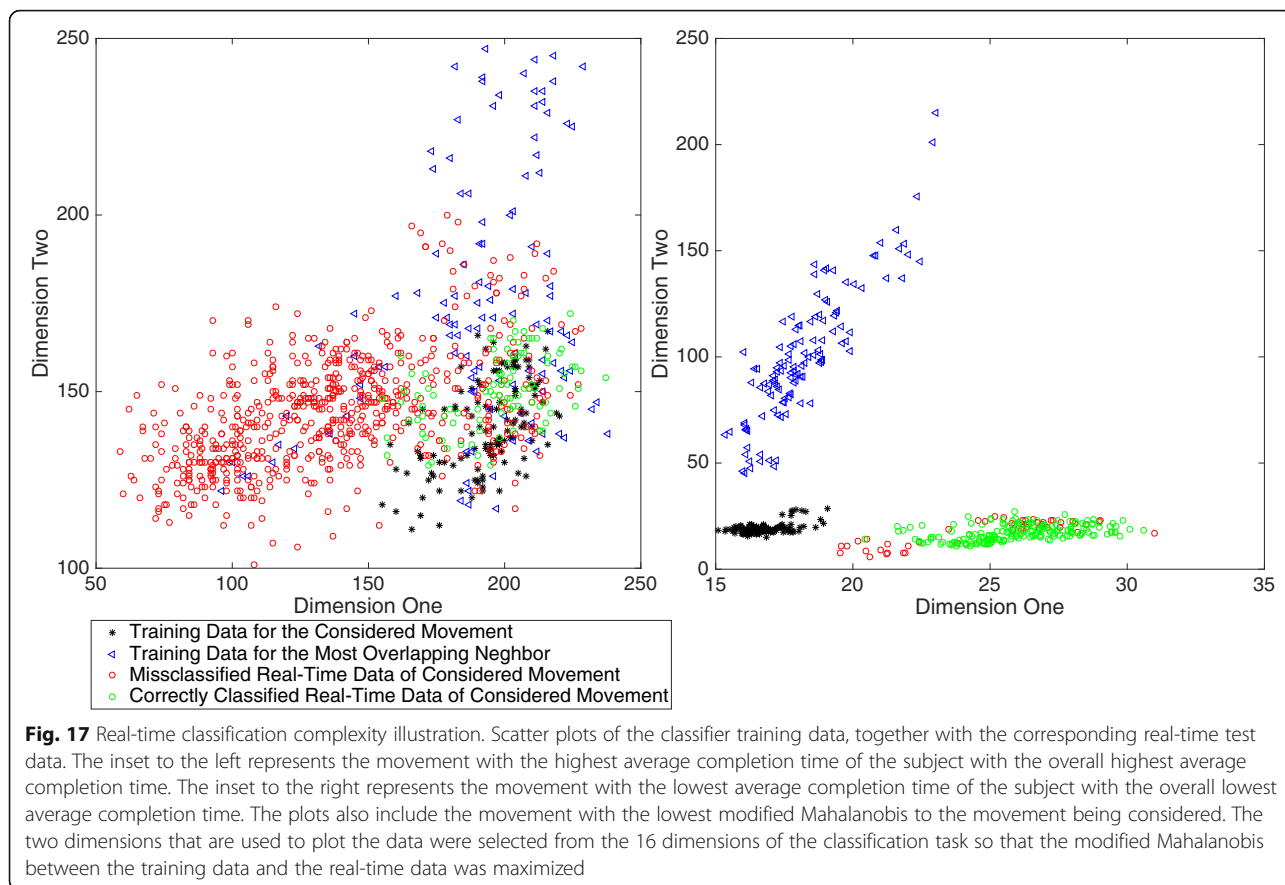 250
200
150
100
Dimension Two
50
100
150
200
250
Dimension One
250
200
150
100
50
0
Dimension Two
15
20
25
30
35
Dimension One
Training Data for the Considered Movement
Training Data for the Most Overlapping Neghbor
Missclassified Real-Time Data of Considered Movement
Correctly Classified Real-Time Data of Considered Movement
Fig. 17 Real-time classification complexity illustration. Scatter plots of the classifier training data, together with the corresponding real-time test
data. The inset to the left represents the movement with the highest average completion time of the subject with the overall highest average
completion time. The inset to the right represents the movement with the lowest average completion time of the subject with the overall lowest
average completion time. The plots also include the movement with the lowest modified Mahalanobis to the movement being considered. The
two dimensions that are used to plot the data were selected from the 16 dimensions of the classification task so that the modified Mahalanobis
between the training data and the real-time data was maximized